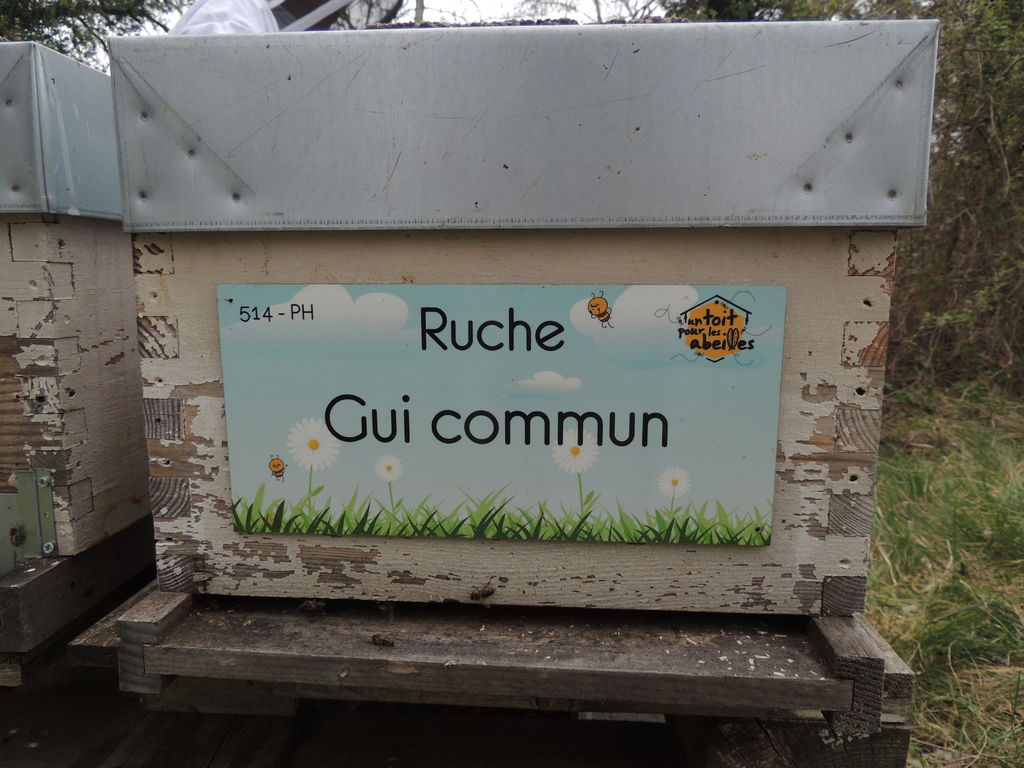 514 - PH
Ruche
un toit
pour les
abeilles
Gui commun